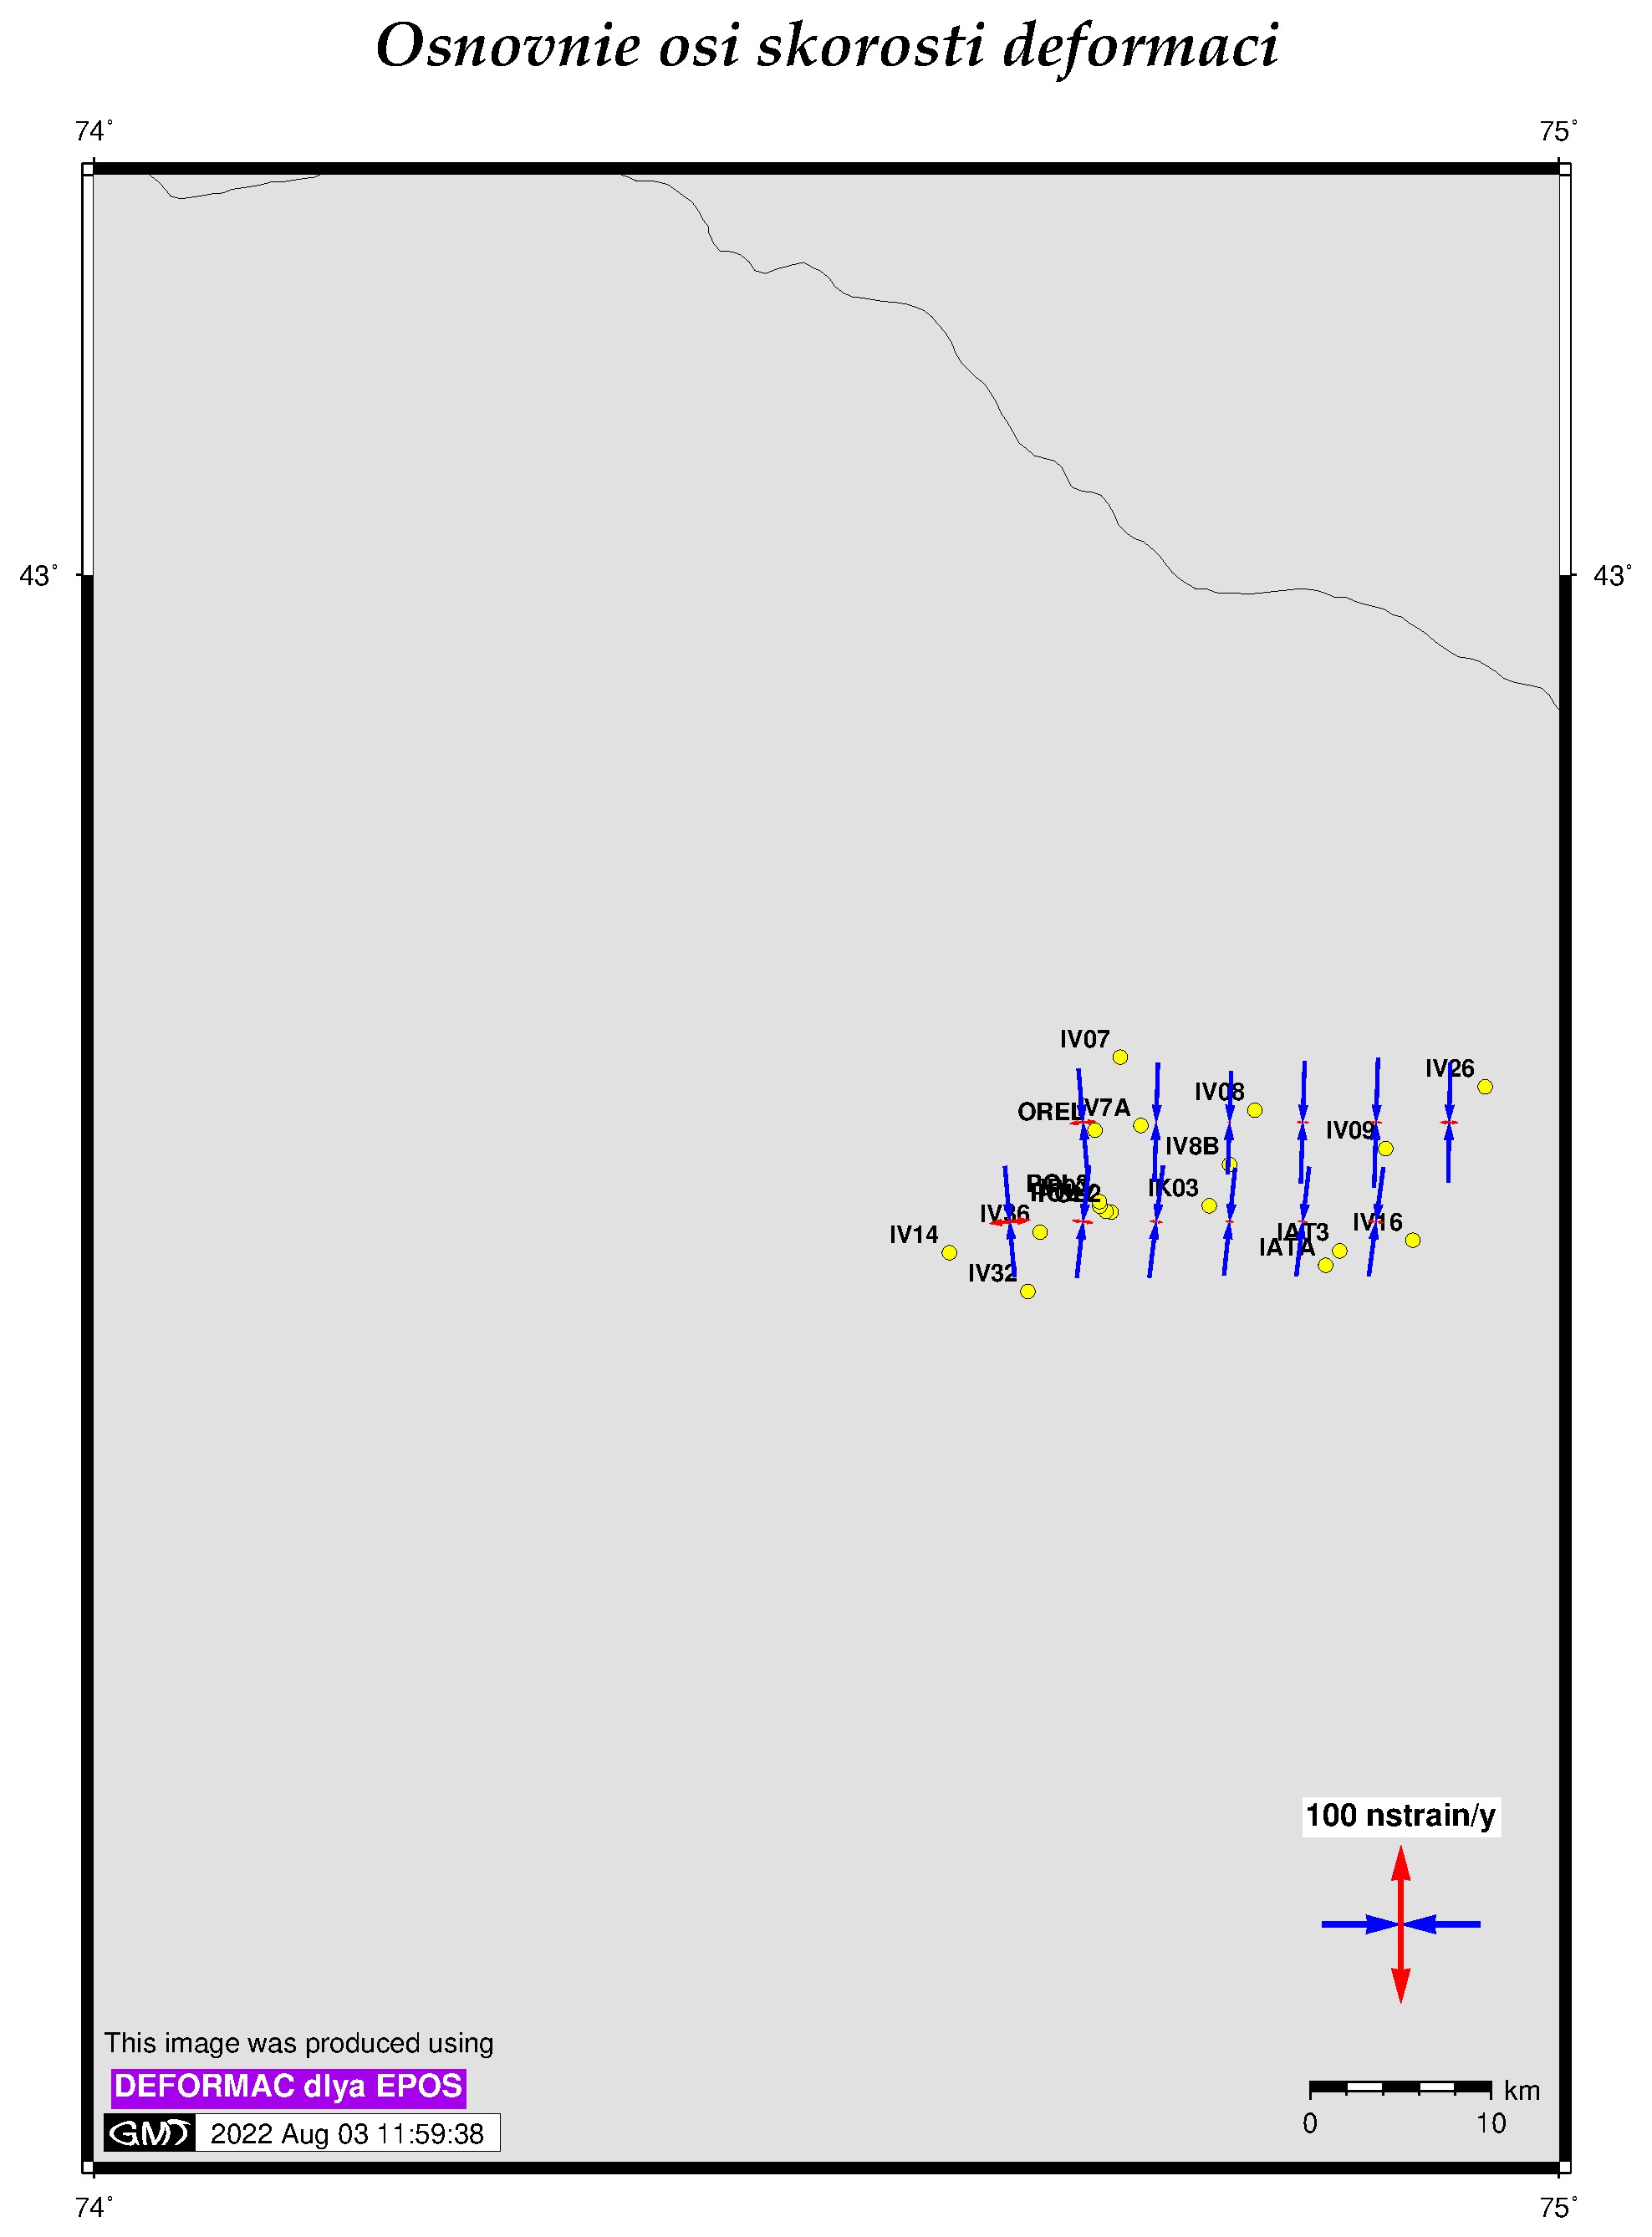 Osnovnie osi skorosti deformaci
74° 75°
43° 43°
IV07
IV26
IV08
OREL
IV7A
IV09
IV8B
POL2
IK03
IV36
IV16
IV14
IAT3
IATA
IV32
100 nstrain/y
This image was produced using
DEFORMAC dlya EPOS
km
GMT 2022 Aug 03 11:59:38
0 10
74° 75°